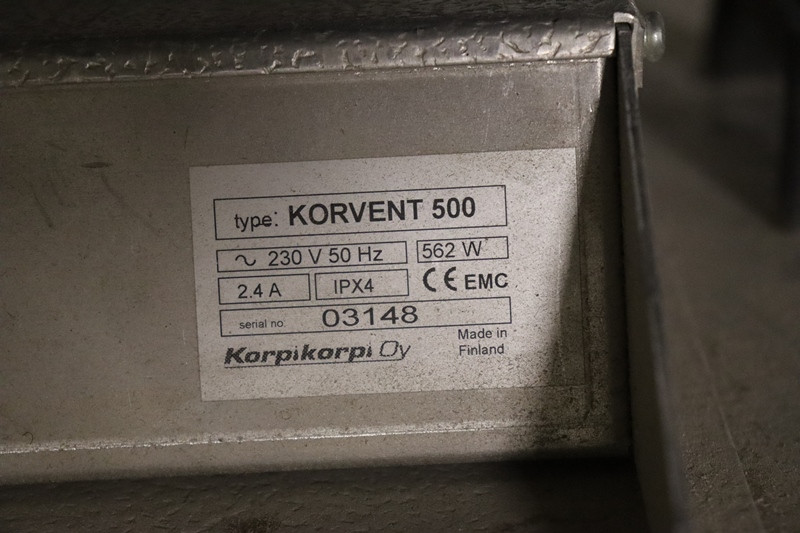 type: KORVENT 500
~ 230 V 50 Hz 562 W
2.4 A IPX4 CE EMC
serial no: 03148
Korpikorpi Oy Made in
Finland